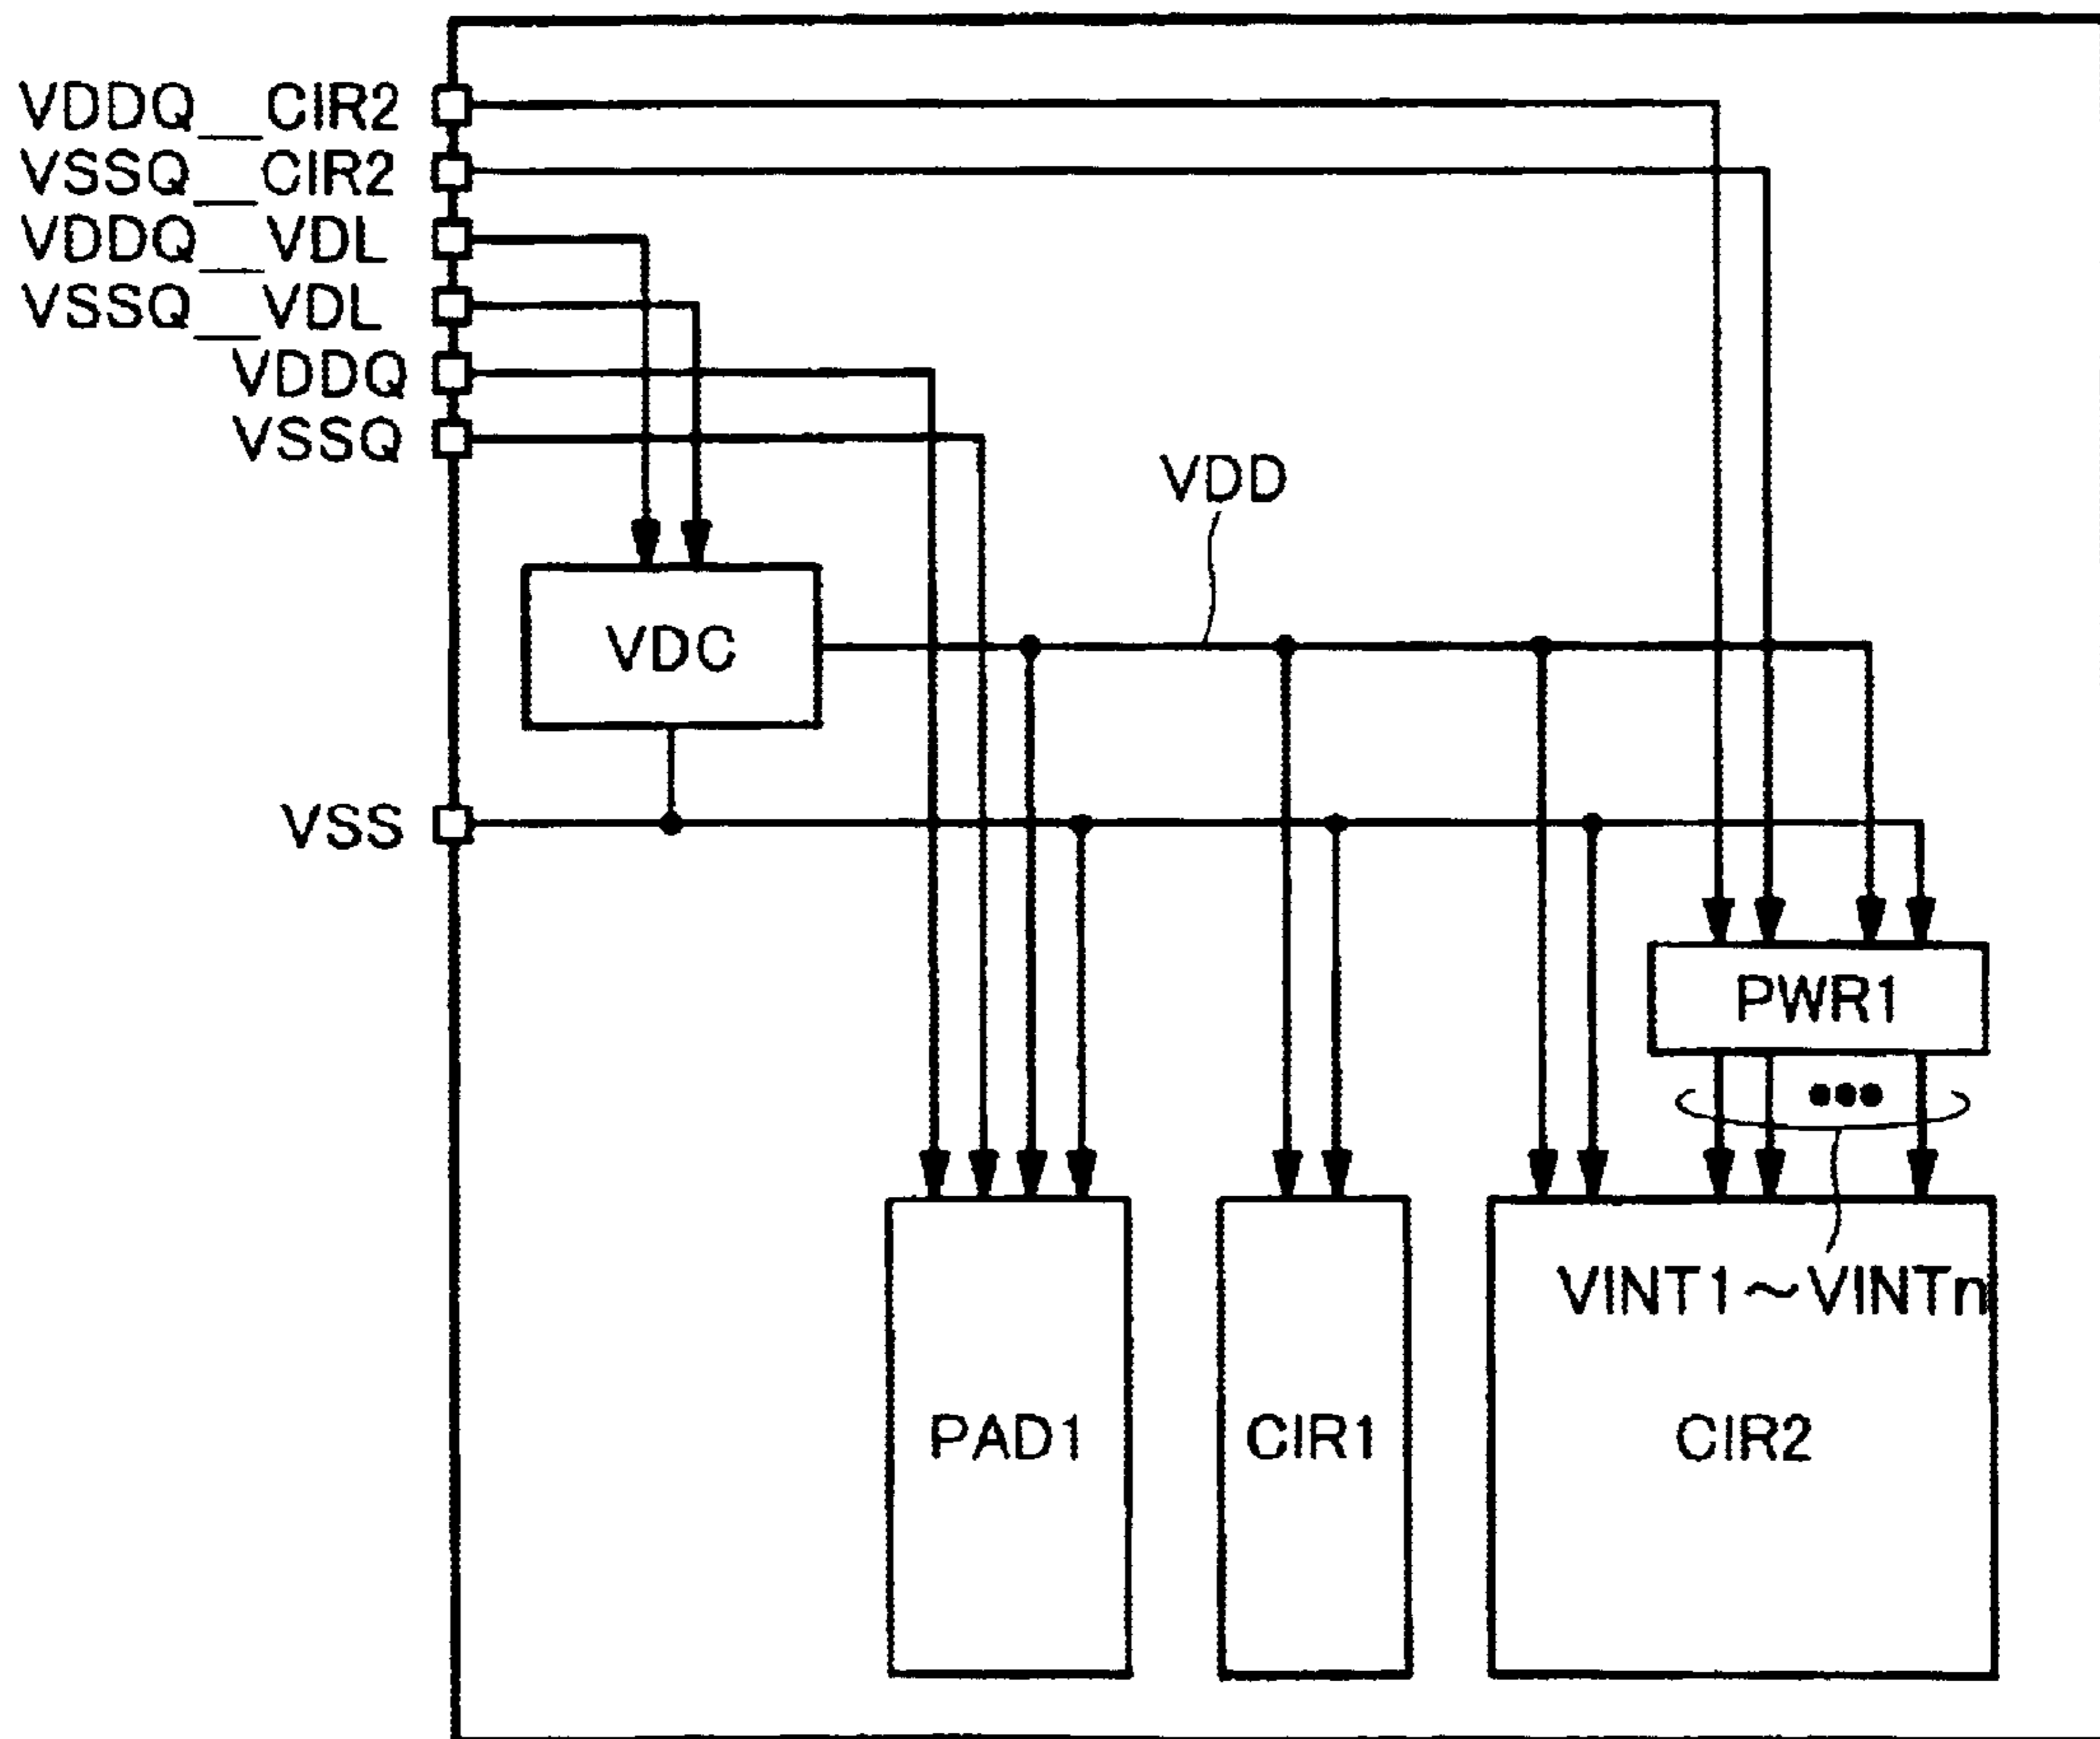 VDDQ__CIR2
VSSQ__CIR2
VDDQ__VDL
VSSQ__VDL
VDDQ
VSSQ
VDD
VDC
VSS
PWR1
VINT1～VINTn
PAD1
CIR1
CIR2